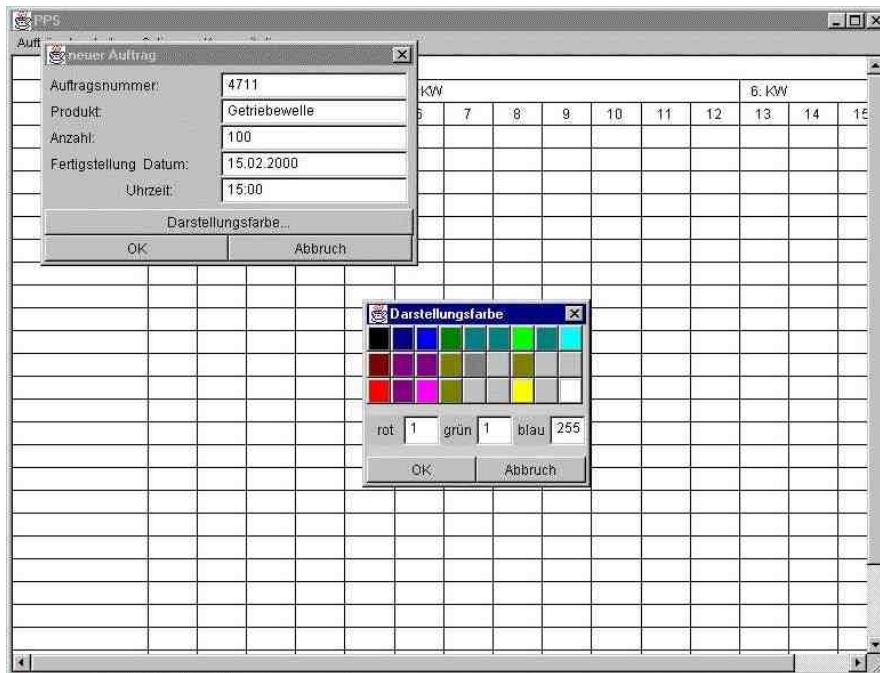 PPS
neuer Auftrag
Auftragsnummer: 4711
Produkt: Getriebewelle
Anzahl: 100
Fertigstellung Datum: 15.02.2000
Uhrzeit: 15:00
Darstellungsfarbe...
OK Abbruch
KW 6. KW
6 7 8 9 10 11 12 13 14 15
Darstellungsfarbe
rot 1 grün 1 blau 255
OK Abbruch